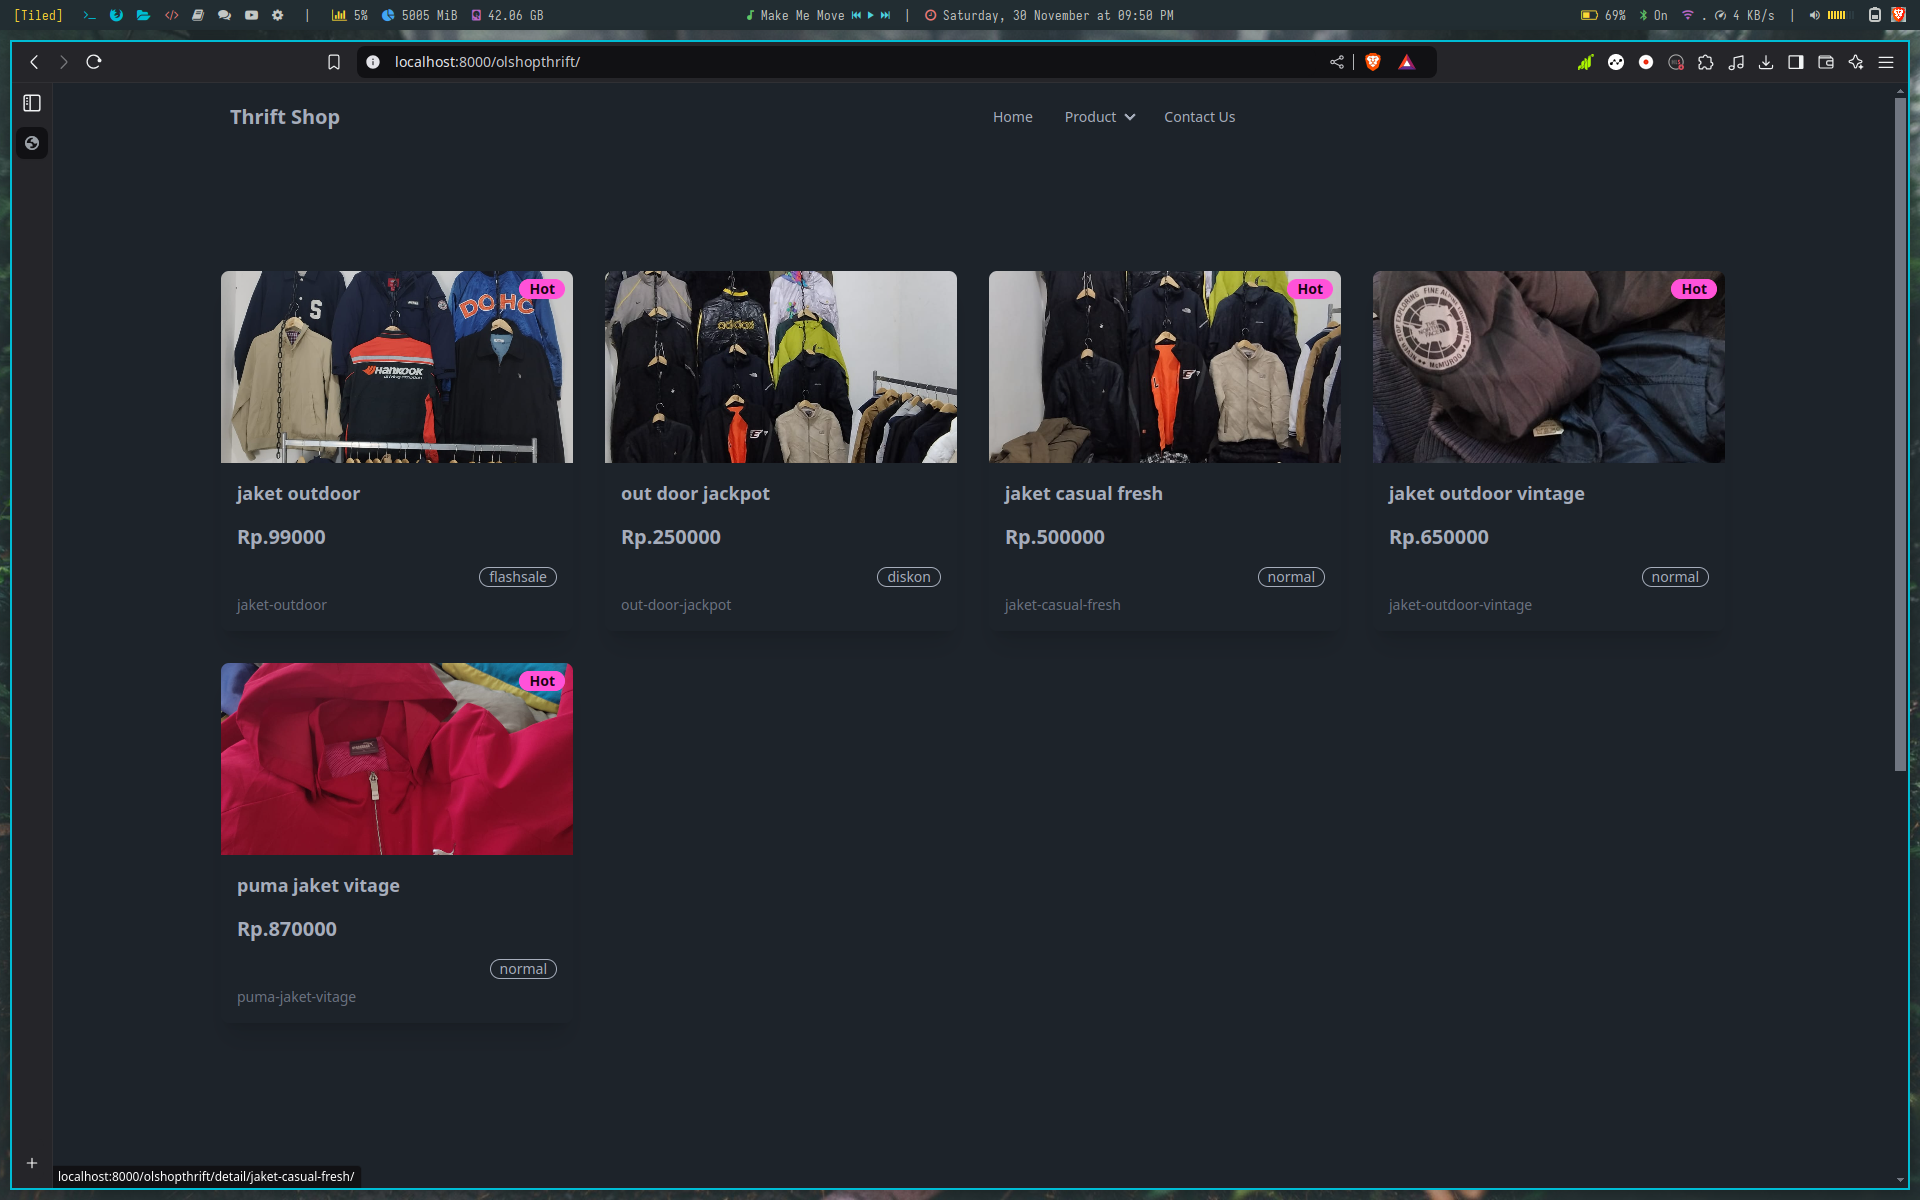 [Tiled] | 5% 5005 MiB 42.06 GB Make Me Move | Saturday, 30 November at 09:50 PM 69% On . 4 KB/s |
localhost:8000/olshopthrift/
Thrift Shop Home Product Contact Us
Hot
S
DOHC
HANKOOK
adidas
Hot
Hot
jaket outdoor
Rp.99000
flashsale
jaket-outdoor
out door jackpot
Rp.250000
diskon
out-door-jackpot
jaket casual fresh
Rp.500000
normal
jaket-casual-fresh
jaket outdoor vintage
Rp.650000
normal
jaket-outdoor-vintage
Hot
puma jaket vitage
Rp.870000
normal
puma-jaket-vitage
localhost:8000/olshopthrift/detail/jaket-casual-fresh/